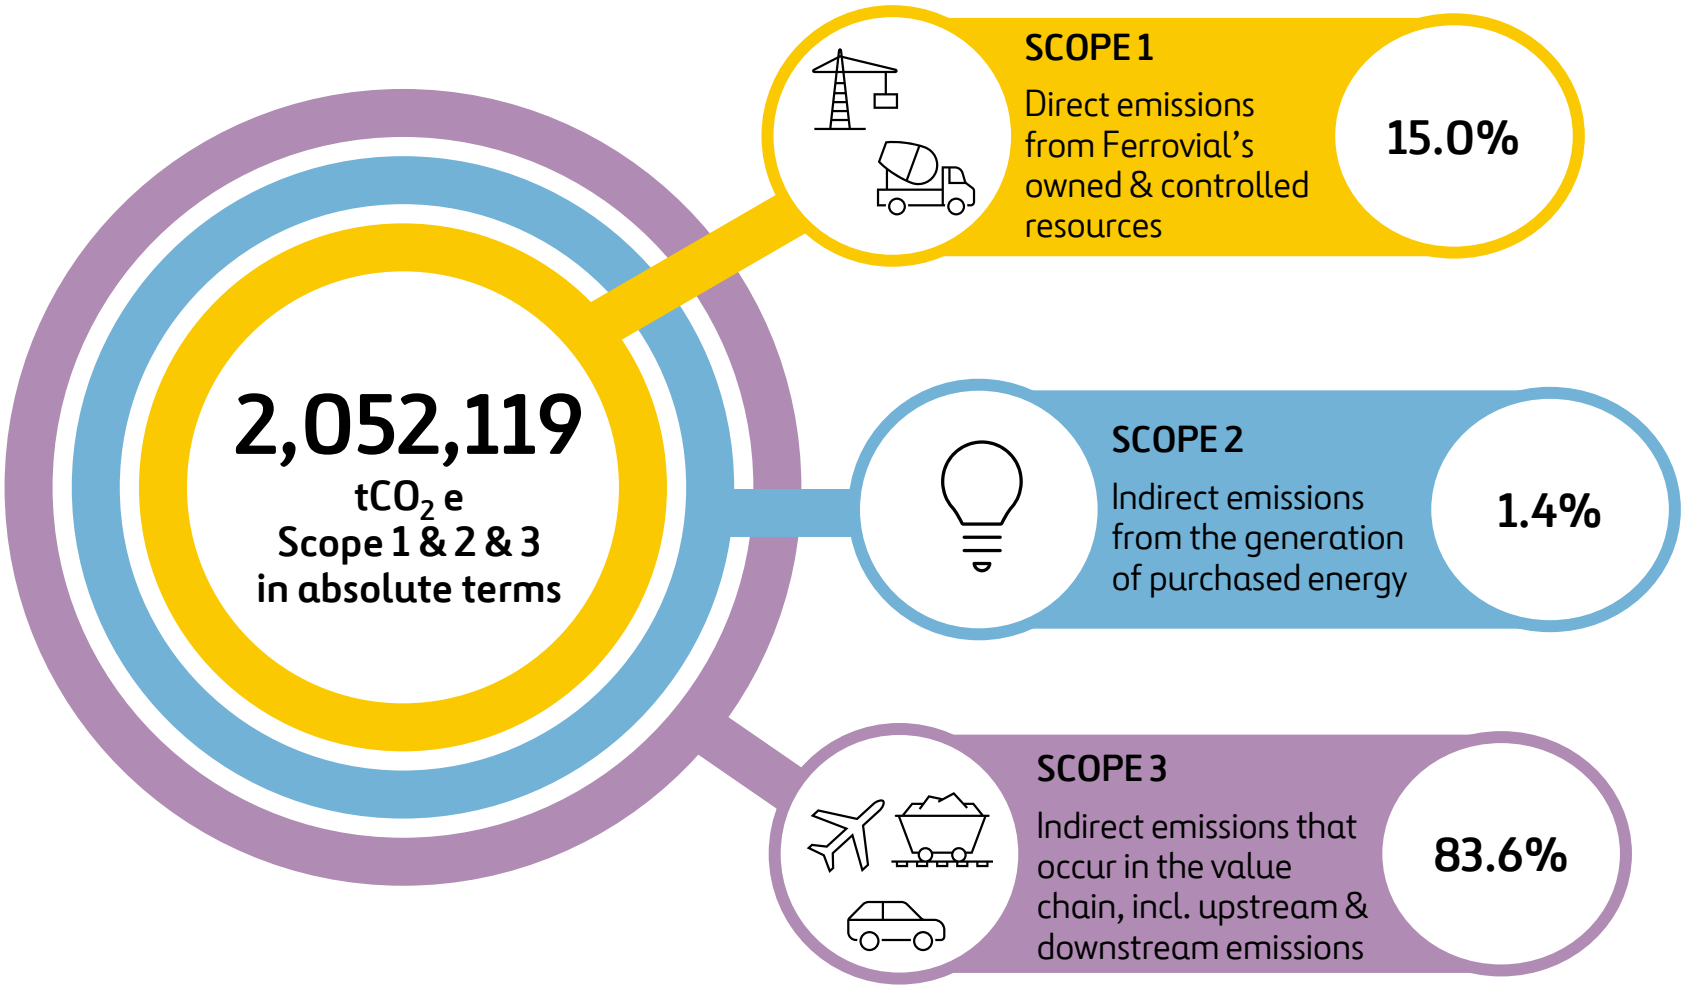 2,052,119
tCO₂ e
Scope 1 & 2 & 3
in absolute terms
SCOPE 1
Direct emissions
from Ferrovial's
owned & controlled
resources
15.0%
SCOPE 2
Indirect emissions
from the generation
of purchased energy
1.4%
SCOPE 3
Indirect emissions that
occur in the value
chain, incl. upstream &
downstream emissions
83.6%